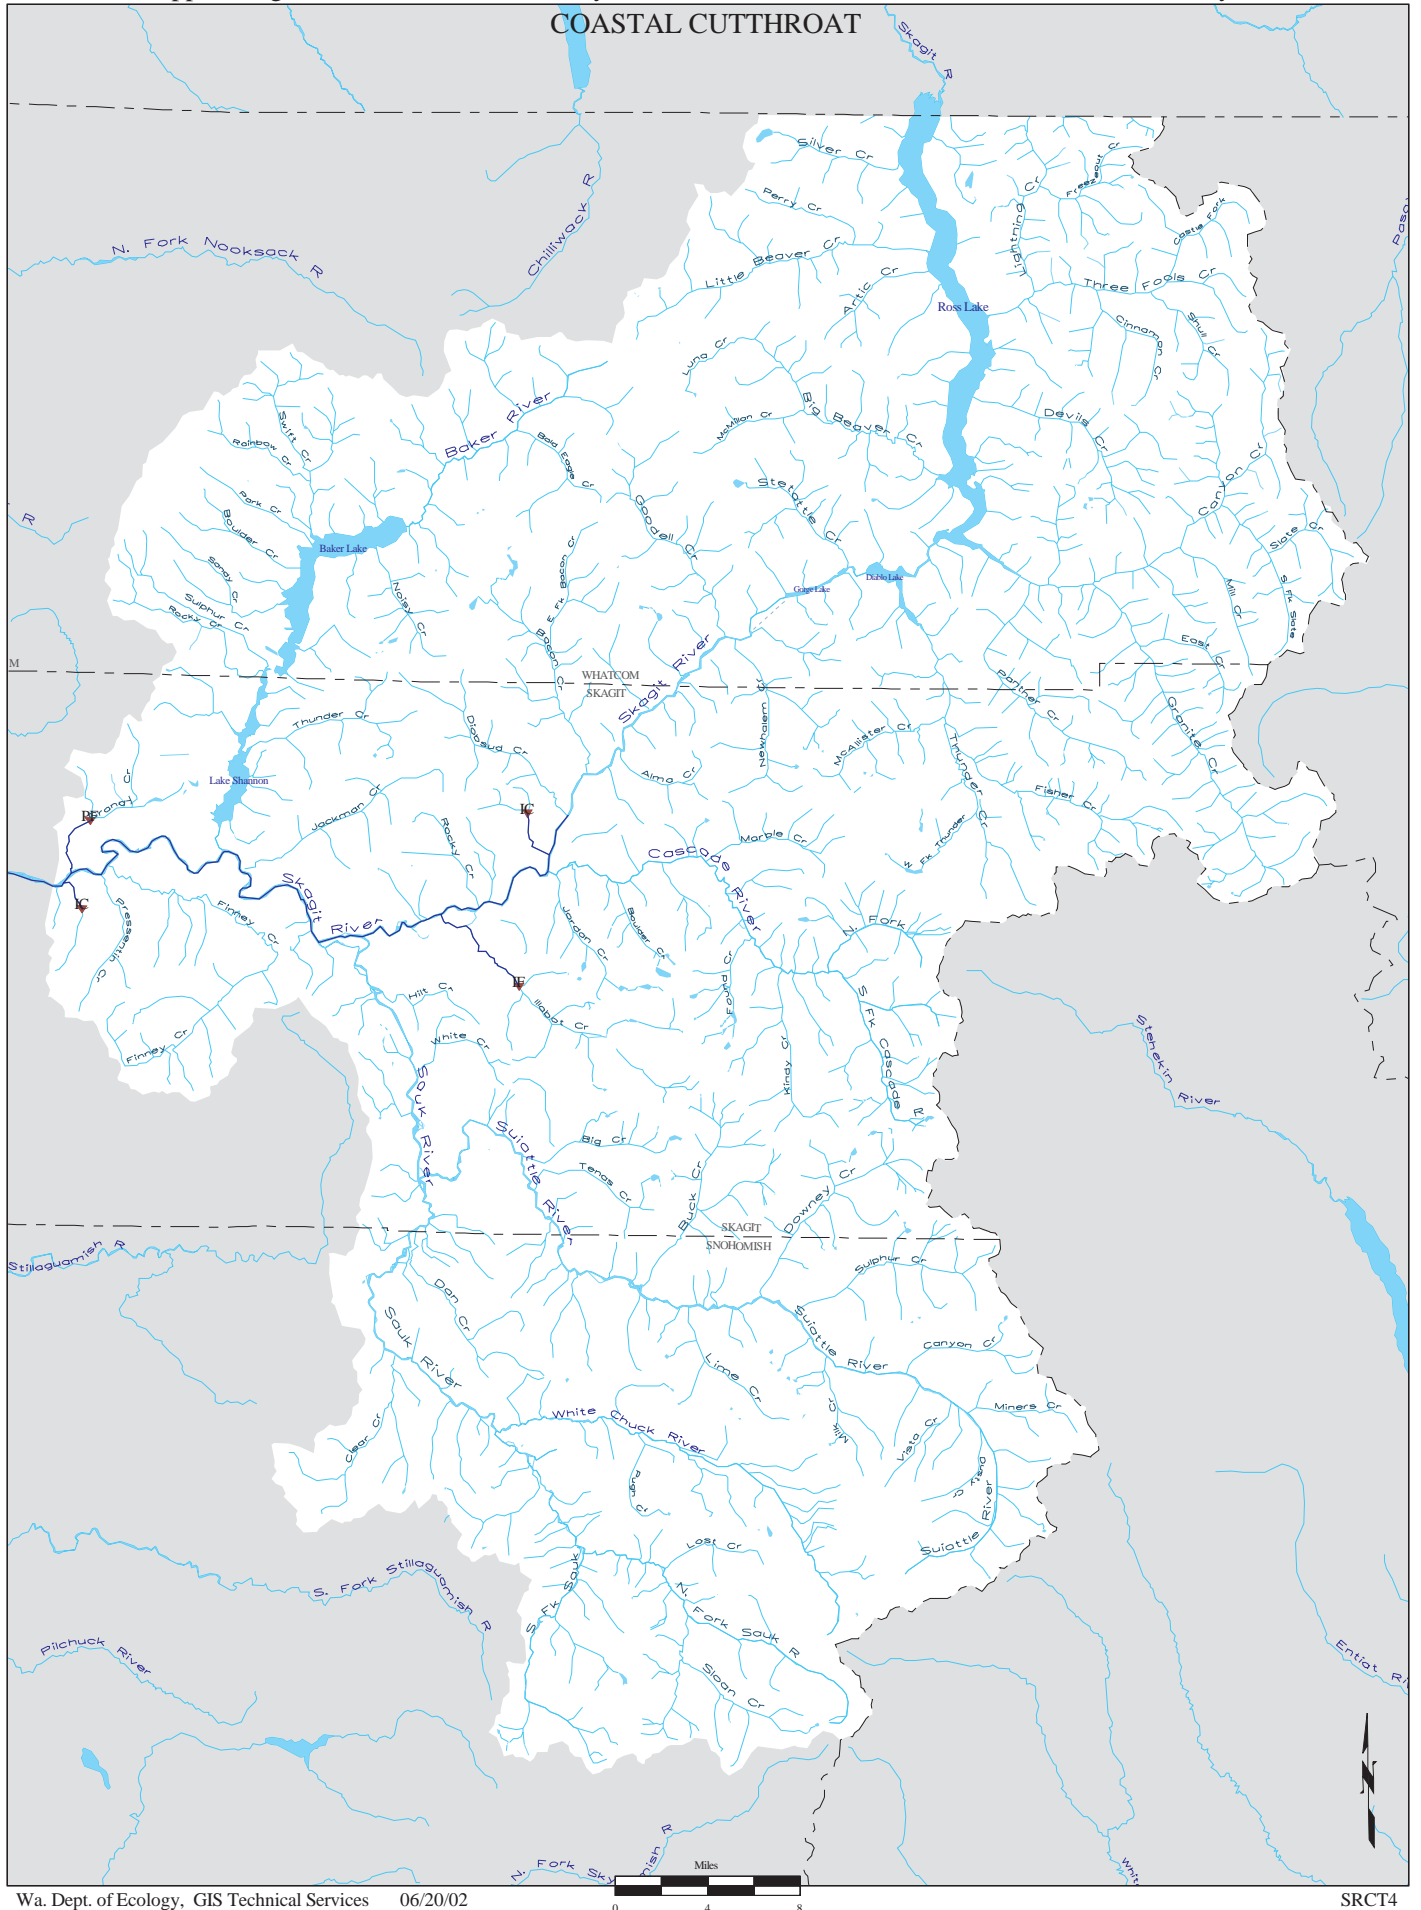 COASTAL CUTTHROAT
Skagit R
Silver Cr
Perry Cr
Little Beaver Cr
Artic Cr
Lightning Cr
Freezeout Cr
Castle Fork
Three Fools Cr
Cinnamon Cr
Shull Cr
Ross Lake
N. Fork Nooksack R
Chilliwack R
Luna Cr
McMillan Cr
Big Beaver Cr
Devils Cr
Canyon Cr
Slate Cr
S Fk Slate
Mill Cr
East Cr
Swift Cr
Rainbow Cr
Park Cr
Boulder Cr
Sandy Cr
Sulphur Cr
Rocky Cr
Baker River
Bald Eagle Cr
Baker Lake
Noisy Cr
E Fk Bacon Cr
Bacon Cr
Goodell Cr
Stetattle Cr
Gorge Lake
Diablo Lake
R
M
WHATCOM
SKAGIT
Skagit River
Newhalem Cr
McAllister Cr
Panther Cr
Granite Cr
Thunder Cr
Thunder Cr
Diobsud Cr
Alma Cr
Fisher Cr
W Fk Thunder
Lake Shannon
Jackman Cr
Rocky Cr
Marble Cr
Cascade River
N. Fork
IC
IC
IF
Pressentin Cr
Finney Cr
Finney Cr
Skagit River
Jordan Cr
Boulder Cr
Found Cr
S Fk Cascade R
Kindy Cr
Illabot Cr
Hilt Cr
White Cr
Sauk River
Suiattle River
Big Cr
Tenas Cr
Buck Cr
Downey Cr
Stehekin River
SKAGIT
SNOHOMISH
Stillaguamish R
Sulphur Cr
Dan Cr
Sauk River
Suiattle River
Canyon Cr
Lime Cr
Milk Cr
Vista Cr
Miners Cr
Dusty Cr
Suiattle River
Clear Cr
White Chuck River
Pugh Cr
Lost Cr
S Fk Sauk
N. Fork Sauk R
Sloan Cr
S. Fork Stillaguamish R
Pilchuck River
Entiat Ri
N
N. Fork Sky mish R
Whit
Miles
0 4 8
Wa. Dept. of Ecology, GIS Technical Services 06/20/02
SRCT4